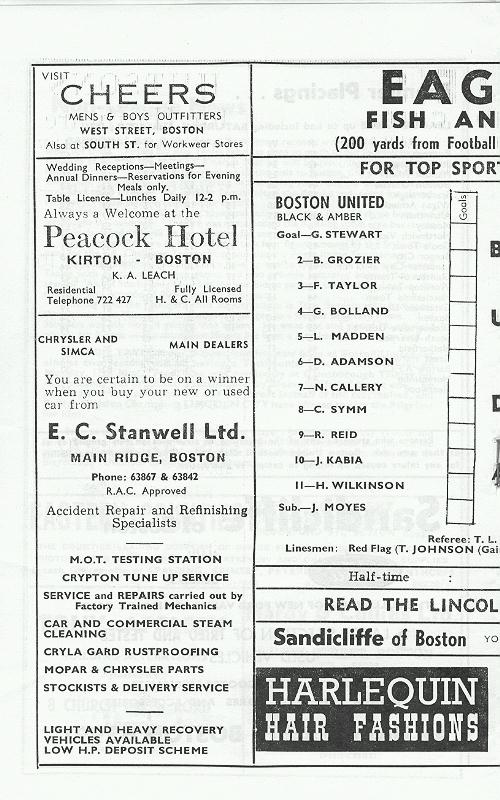 VISIT
CHEERS
MENS & BOYS OUTFITTERS
WEST STREET, BOSTON
Also at SOUTH ST. for Workwear Stores
Wedding Receptions—Meetings—
Annual Dinners—Reservations for Evening
Meals only.
Table Licence—Lunches Daily 12-2 p.m.
Always a Welcome at the
Peacock Hotel
KIRTON - BOSTON
K. A. LEACH
Residential Fully Licensed
Telephone 722 427 H. & C. All Rooms
CHRYSLER AND
SIMCA
MAIN DEALERS
You are certain to be on a winner
when you buy your new or used
car from
E. C. Stanwell Ltd.
MAIN RIDGE, BOSTON
Phone: 63867 & 63842
R.A.C. Approved
Accident Repair and Refinishing
Specialists
M.O.T. TESTING STATION
CRYPTON TUNE UP SERVICE
SERVICE and REPAIRS carried out by
Factory Trained Mechanics
CAR AND COMMERCIAL STEAM
CLEANING
CRYLA GARD RUSTPROOFING
MOPAR & CHRYSLER PARTS
STOCKISTS & DELIVERY SERVICE
LIGHT AND HEAVY RECOVERY
VEHICLES AVAILABLE
LOW H.P. DEPOSIT SCHEME
EAG
FISH AN
(200 yards from Football
FOR TOP SPORT
BOSTON UNITED
BLACK & AMBER
Goals
Goal—G. STEWART
2—B. GROZIER
3—F. TAYLOR
4—G. BOLLAND
5—L. MADDEN
6—D. ADAMSON
7—N. CALLERY
8—C. SYMM
9—R. REID
10—J. KABIA
11—H. WILKINSON
Sub.—J. MOYES
Referee: T. L.
Linesmen: Red Flag (T. JOHNSON (Gai
Half-time :
READ THE LINCOL
Sandicliffe of Boston YO
HARLEQUIN
HAIR FASHIONS